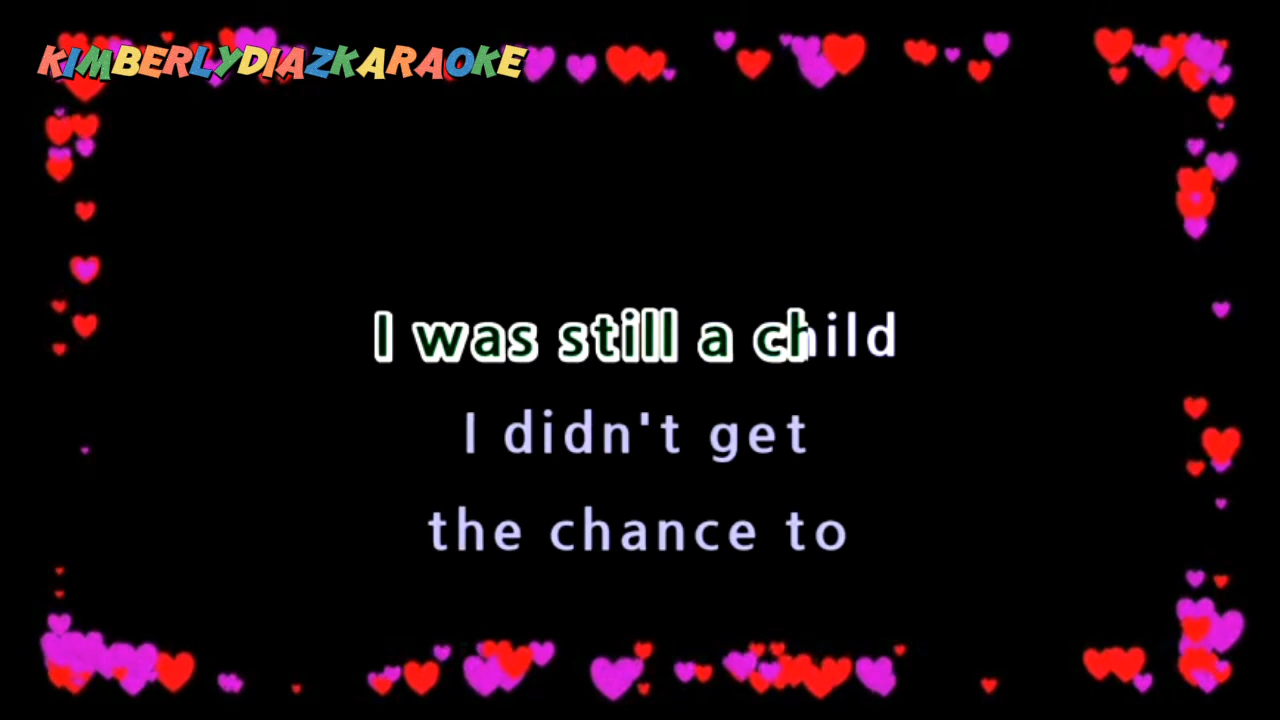 KIMBERLYDIAZKARAOKE
I was still a child
I didn't get
the chance to